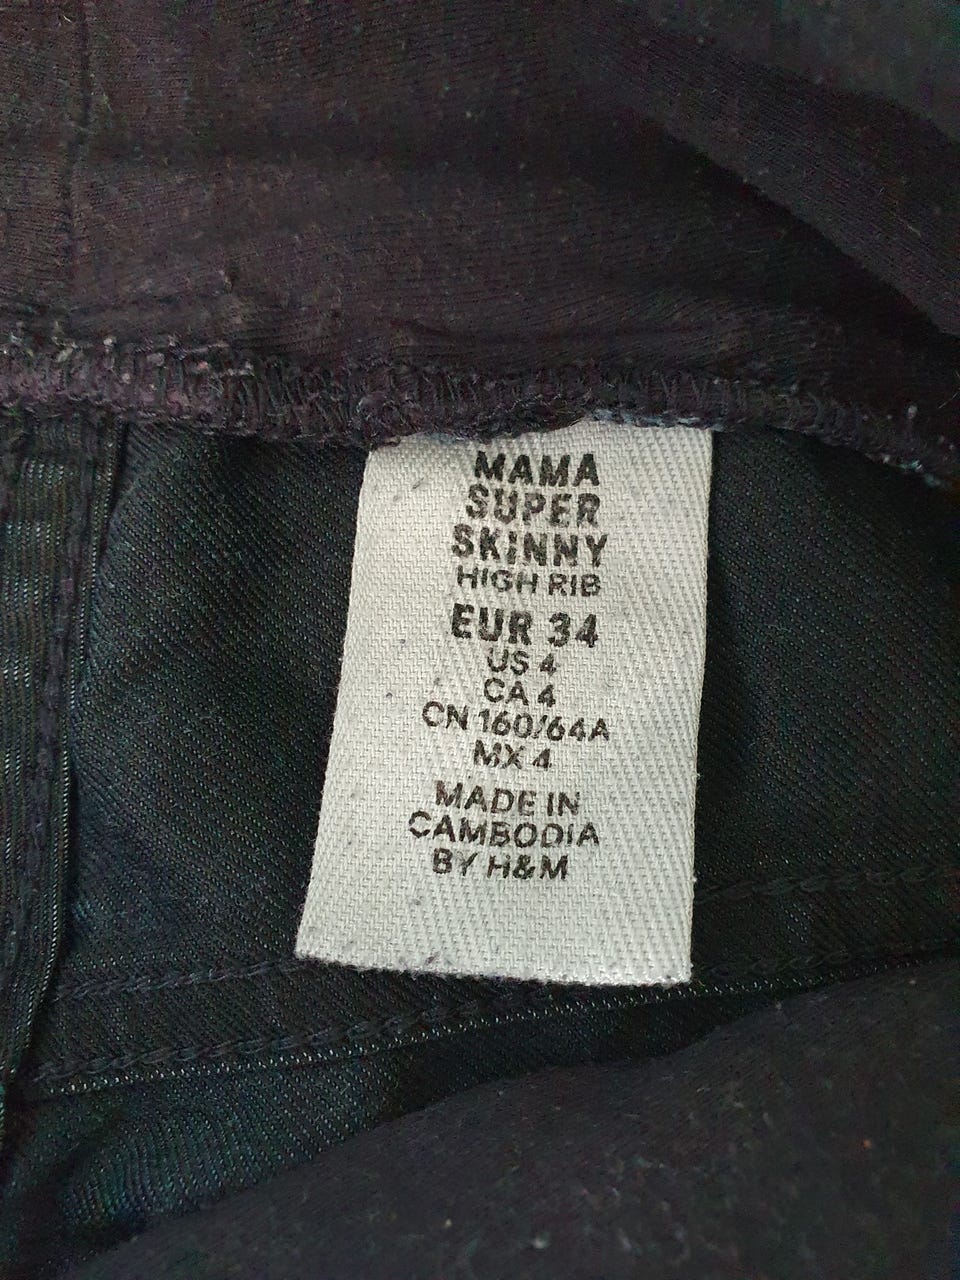 MAMA
SUPER
SKINNY
HIGH RIB
EUR 34
US 4
CA 4
CN 160/64A
MX 4
MADE IN
CAMBODIA
BY H&M